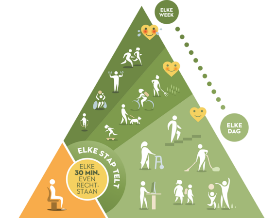 ELKE
WEEK
ELKE
DAG
ELKE STAP TELT
ELKE
30 MIN.
EVEN
RECHT-
STAAN